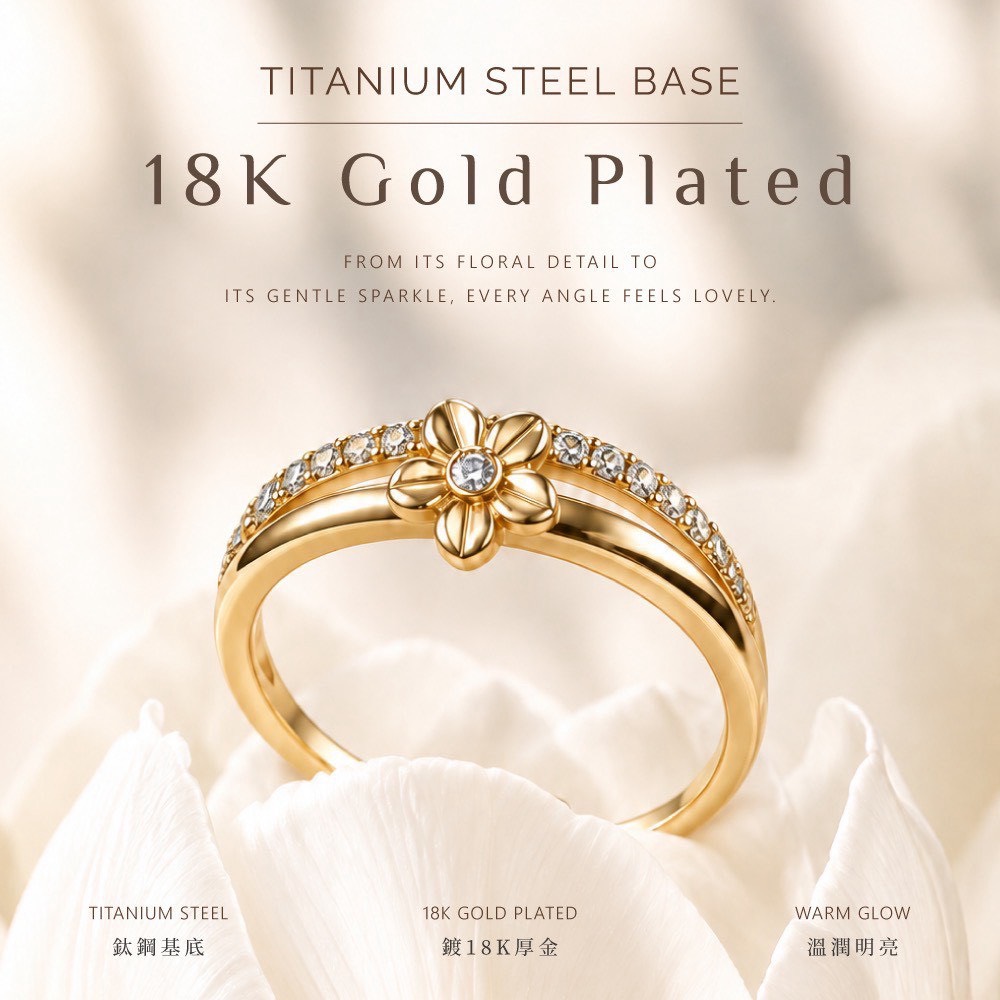 TITANIUM STEEL BASE
18K Gold Plated
FROM ITS FLORAL DETAIL TO
ITS GENTLE SPARKLE, EVERY ANGLE FEELS LOVELY.
TITANIUM STEEL
鈦鋼基底
18K GOLD PLATED
鍍18K厚金
WARM GLOW
溫潤明亮